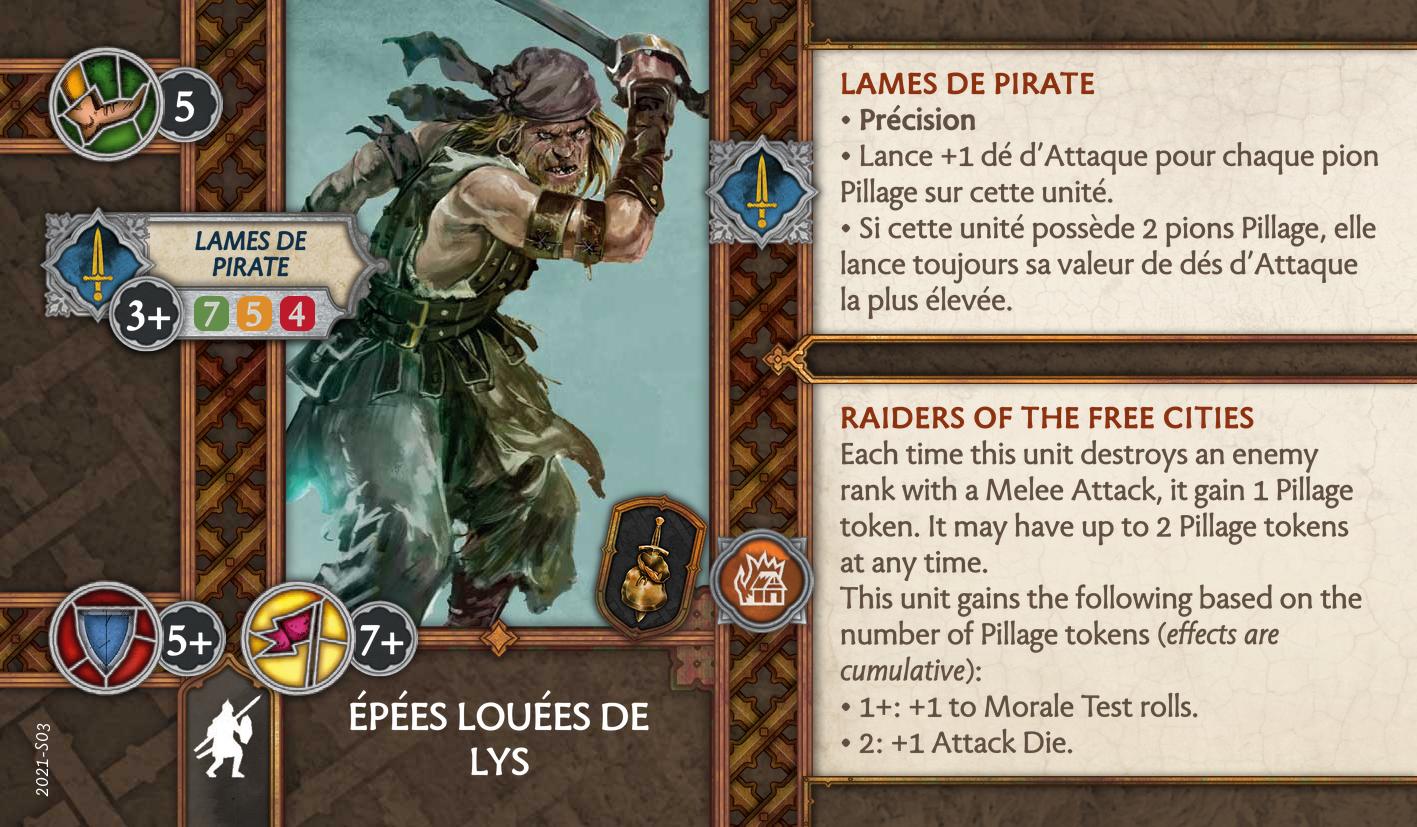 5
LAMES DE
PIRATE
3+
7 5 4
5+
7+
ÉPÉES LOUÉES DE
LYS
2021-S03
LAMES DE PIRATE
• Précision
• Lance +1 dé d’Attaque pour chaque pion
Pillage sur cette unité.
• Si cette unité possède 2 pions Pillage, elle
lance toujours sa valeur de dés d’Attaque
la plus élevée.
RAIDERS OF THE FREE CITIES
Each time this unit destroys an enemy
rank with a Melee Attack, it gain 1 Pillage
token. It may have up to 2 Pillage tokens
at any time.
This unit gains the following based on the
number of Pillage tokens (effects are
cumulative):
• 1+: +1 to Morale Test rolls.
• 2: +1 Attack Die.